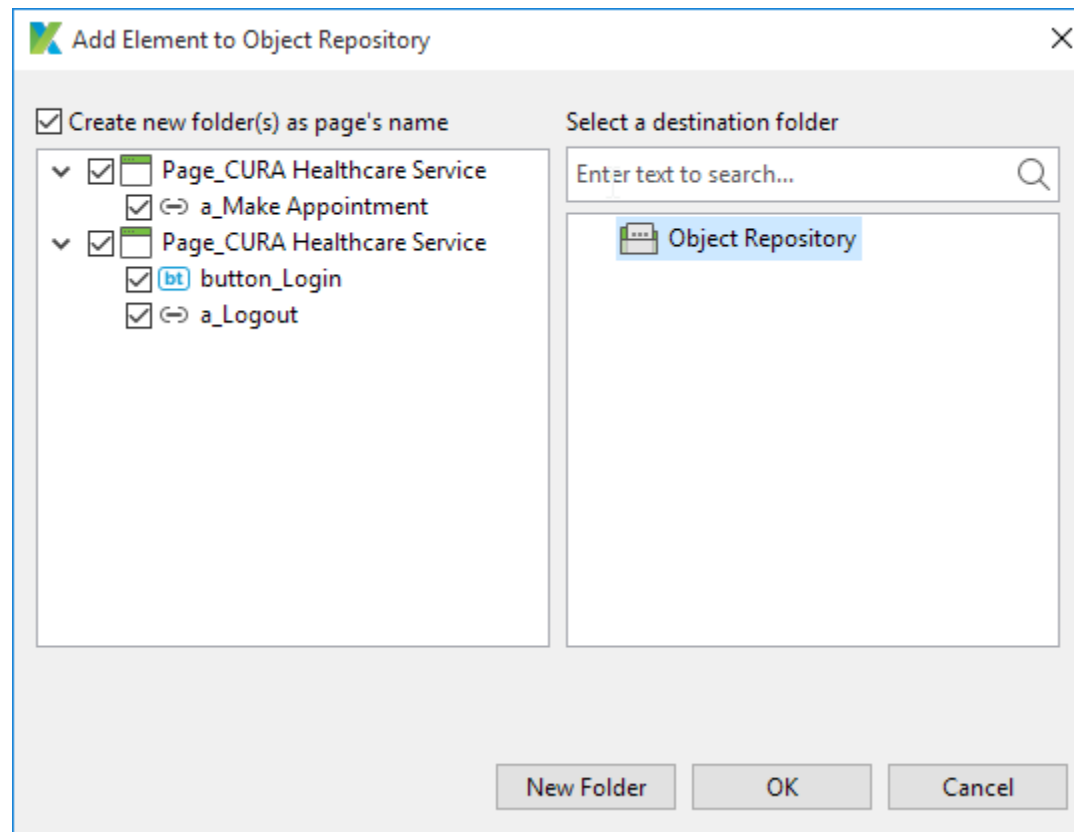 Add Element to Object Repository
Create new folder(s) as page's name
Page_CURA Healthcare Service
a_Make Appointment
Page_CURA Healthcare Service
bt button_Login
a_Logout
Select a destination folder
Enter text to search...
Object Repository
New Folder
OK
Cancel